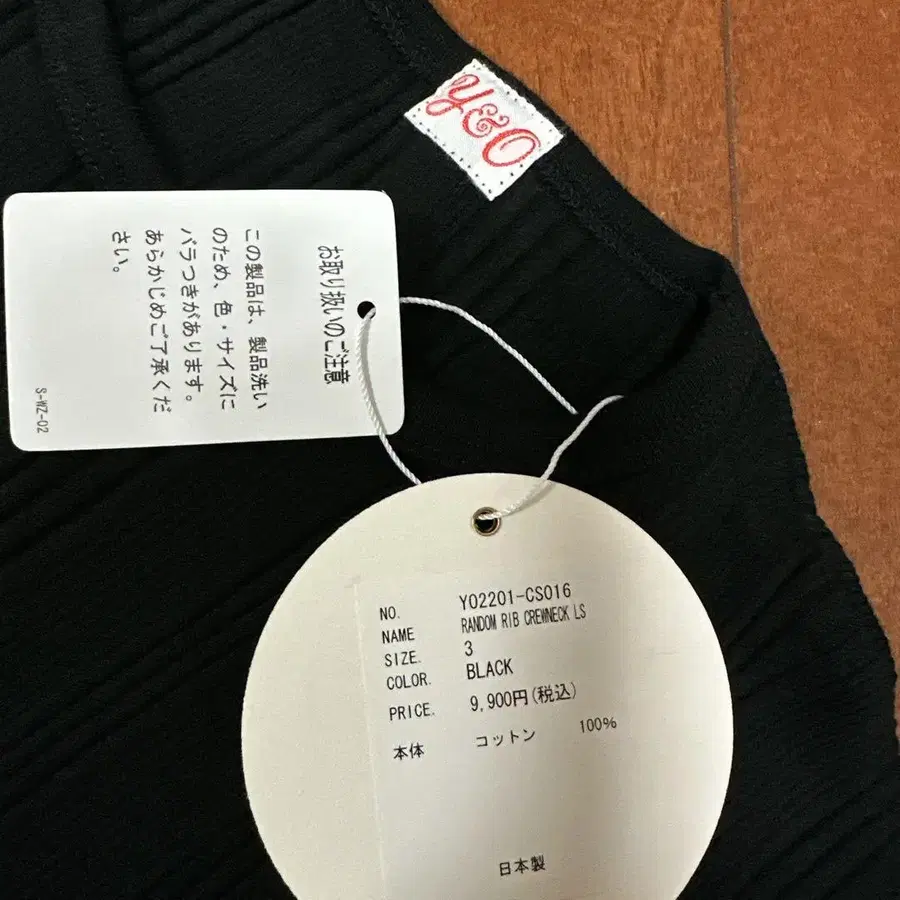 Y&O
お取り扱いのご注意
この製品は、製品洗い
のため、色・サイズに
バラつきがあります。
あらかじめご了承くだ
さい。
S-WZ-02
NO. YO2201-CS016
NAME RANDOM RIB CREWNECK LS
SIZE. 3
COLOR. BLACK
PRICE. 9,900円(税込)
本体 コットン 100%
日本製